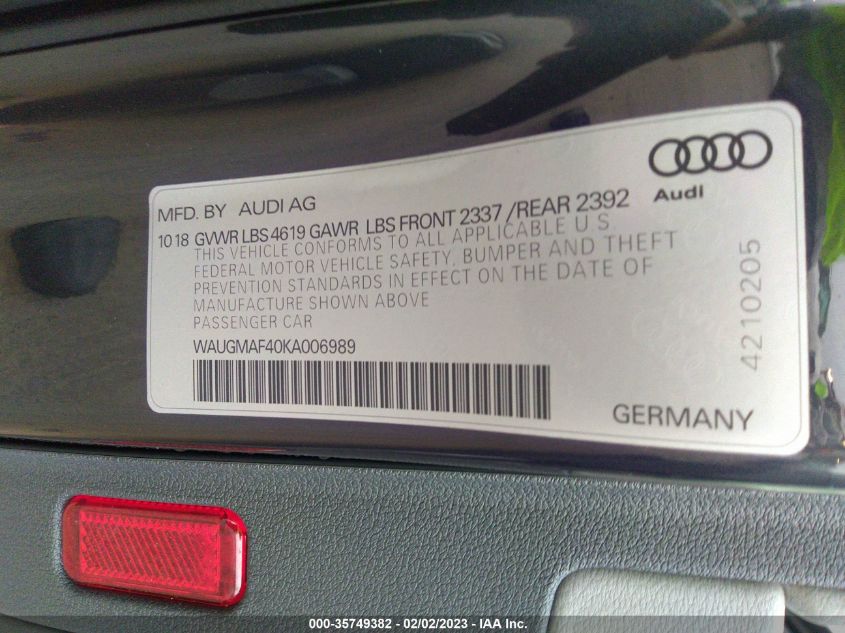 Audi
MFD. BY AUDI AG
10 18 GVWR LBS 4619 GAWR LBS FRONT 2337 /REAR 2392
THIS VEHICLE CONFORMS TO ALL APPLICABLE U S
FEDERAL MOTOR VEHICLE SAFETY, BUMPER AND THEFT
PREVENTION STANDARDS IN EFFECT ON THE DATE OF
MANUFACTURE SHOWN ABOVE
PASSENGER CAR
WAUGMAF40KA006989
4210205
GERMANY
000-35749382 - 02/02/2023 - IAA Inc.